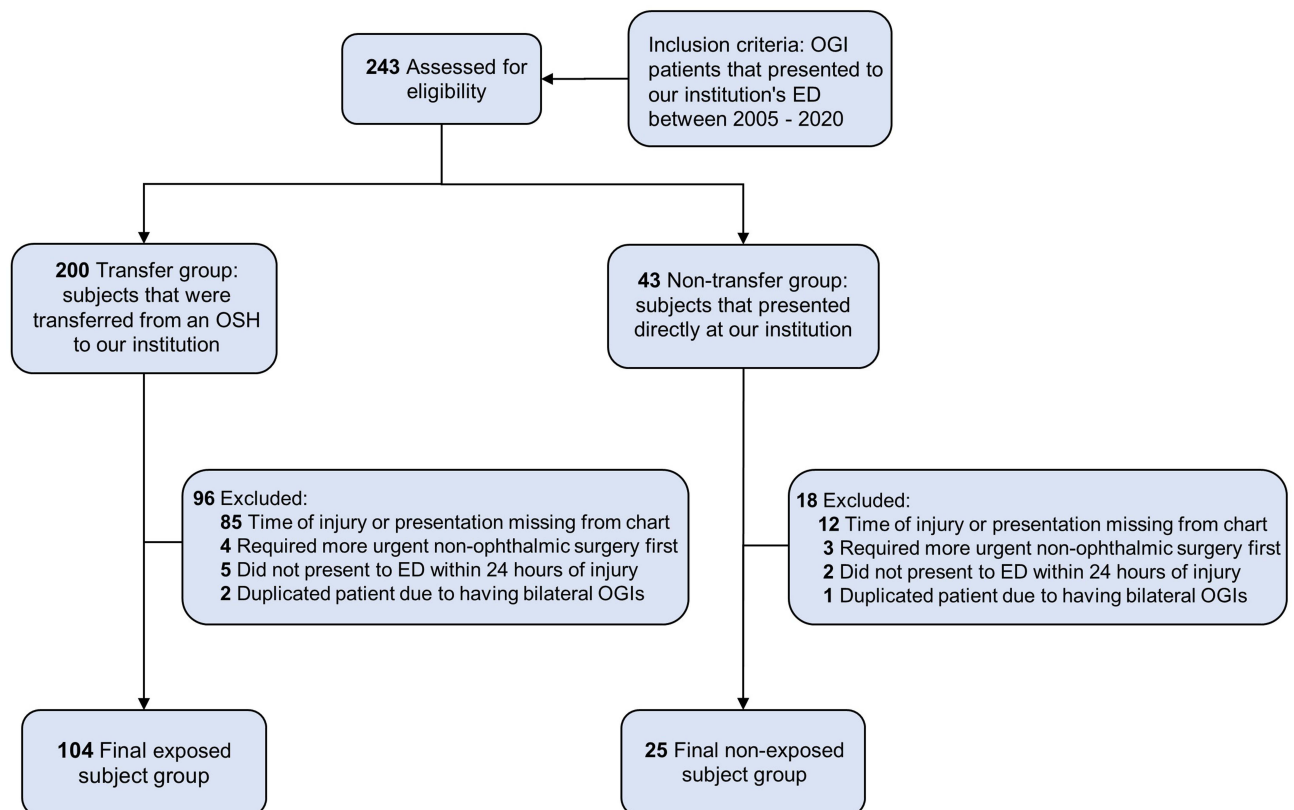 243 Assessed for
eligibility
Inclusion criteria: OGI
patients that presented to
our institution's ED
between 2005 - 2020
200 Transfer group:
subjects that were
transferred from an OSH
to our institution
43 Non-transfer group:
subjects that presented
directly at our institution
96 Excluded:
85 Time of injury or presentation missing from chart
4 Required more urgent non-ophthalmic surgery first
5 Did not present to ED within 24 hours of injury
2 Duplicated patient due to having bilateral OGIs
18 Excluded:
12 Time of injury or presentation missing from chart
3 Required more urgent non-ophthalmic surgery first
2 Did not present to ED within 24 hours of injury
1 Duplicated patient due to having bilateral OGIs
104 Final exposed
subject group
25 Final non-exposed
subject group